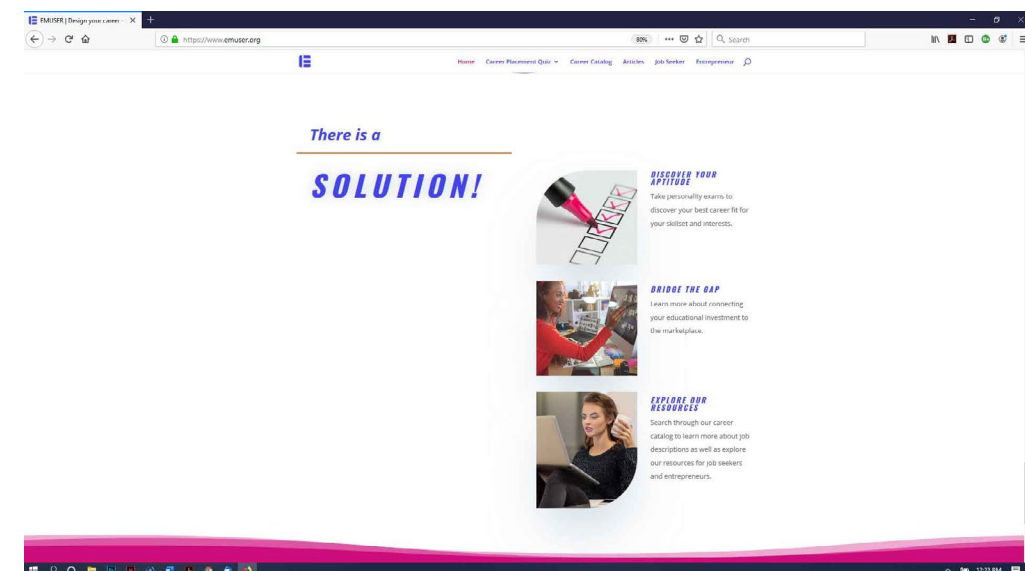 EMUSER | Design your career -
https://www.emuser.org
80%
Search
Home Career Placement Quiz Career Catalog Articles Job Seeker Entrepreneur
There is a
SOLUTION!
DISCOVER YOUR
APTITUDE
Take personality exams to
discover your best career fit for
your skillset and interests.
BRIDGE THE GAP
Learn more about connecting
your educational investment to
the marketplace.
EXPLORE OUR
RESOURCES
Search through our career
catalog to learn more about job
descriptions as well as explore
our resources for job seekers
and entrepreneurs.
12:23 PM